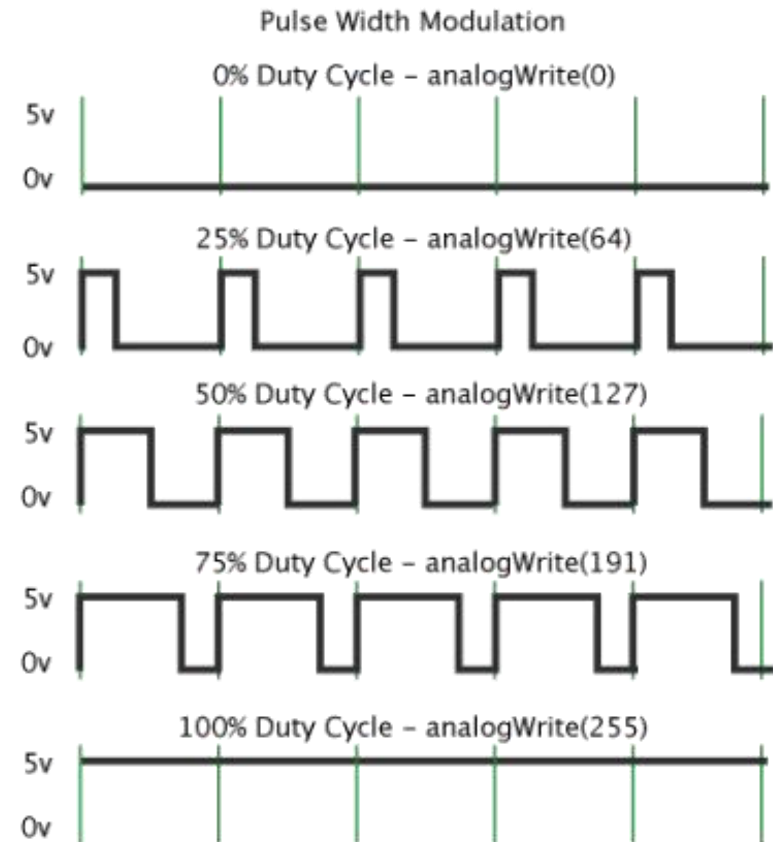 Pulse Width Modulation
0% Duty Cycle – analogWrite(0)
5v
0v
25% Duty Cycle – analogWrite(64)
5v
0v
50% Duty Cycle – analogWrite(127)
5v
0v
75% Duty Cycle – analogWrite(191)
5v
0v
100% Duty Cycle – analogWrite(255)
5v
0v